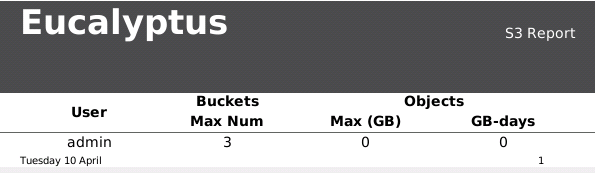 Eucalyptus
S3 Report
Buckets Objects
User
Max Num Max (GB) GB-days
admin 3 0 0
Tuesday 10 April 1